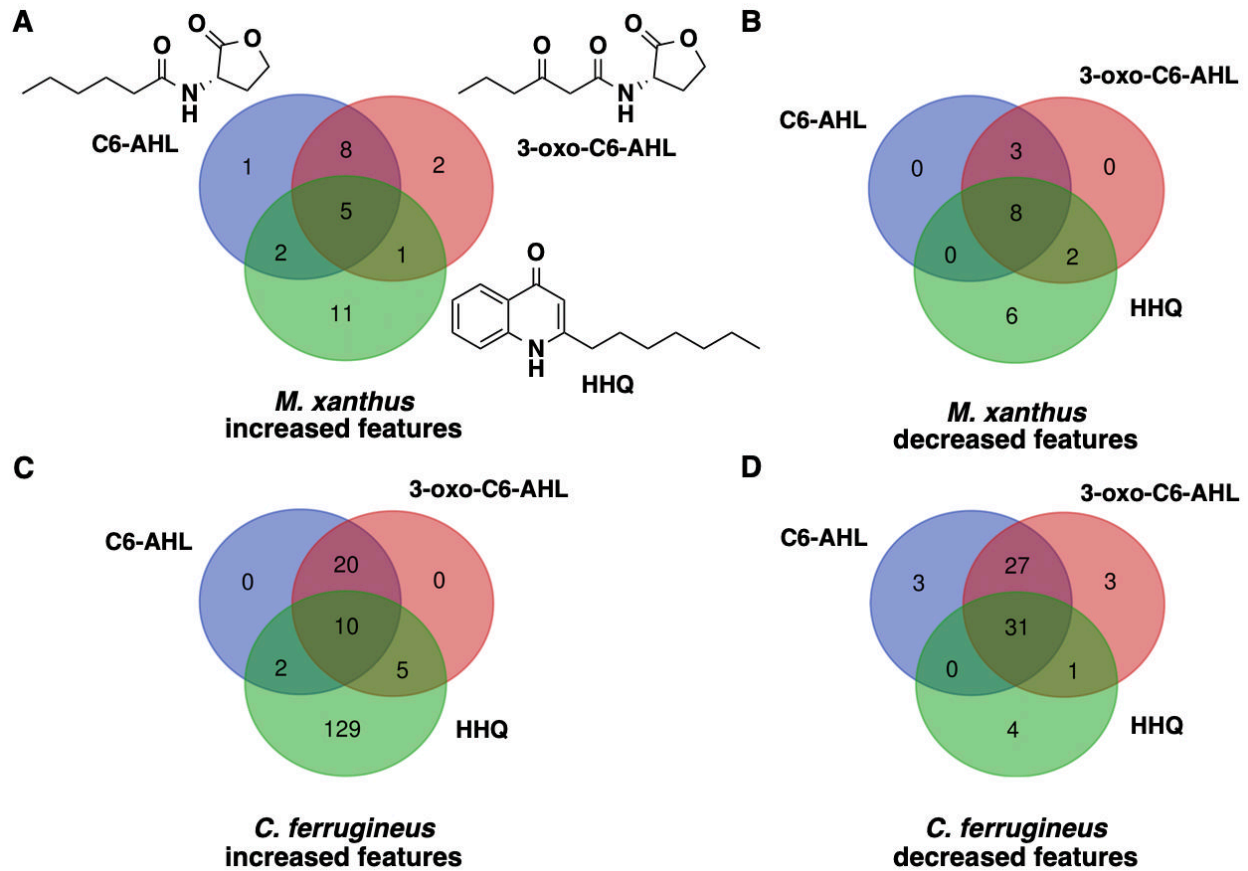 A
O
O
O
N
H
C6-AHL
O
O
O
O
N
H
3-oxo-C6-AHL
1
8
2
5
2
1
11
O
N
H
HHQ
M. xanthus
increased features
B
3-oxo-C6-AHL
C6-AHL
0
3
0
8
0
2
6
HHQ
M. xanthus
decreased features
C
3-oxo-C6-AHL
C6-AHL
0
20
0
10
2
5
129
HHQ
C. ferrugineus
increased features
D
3-oxo-C6-AHL
C6-AHL
3
27
3
31
0
1
4
HHQ
C. ferrugineus
decreased features